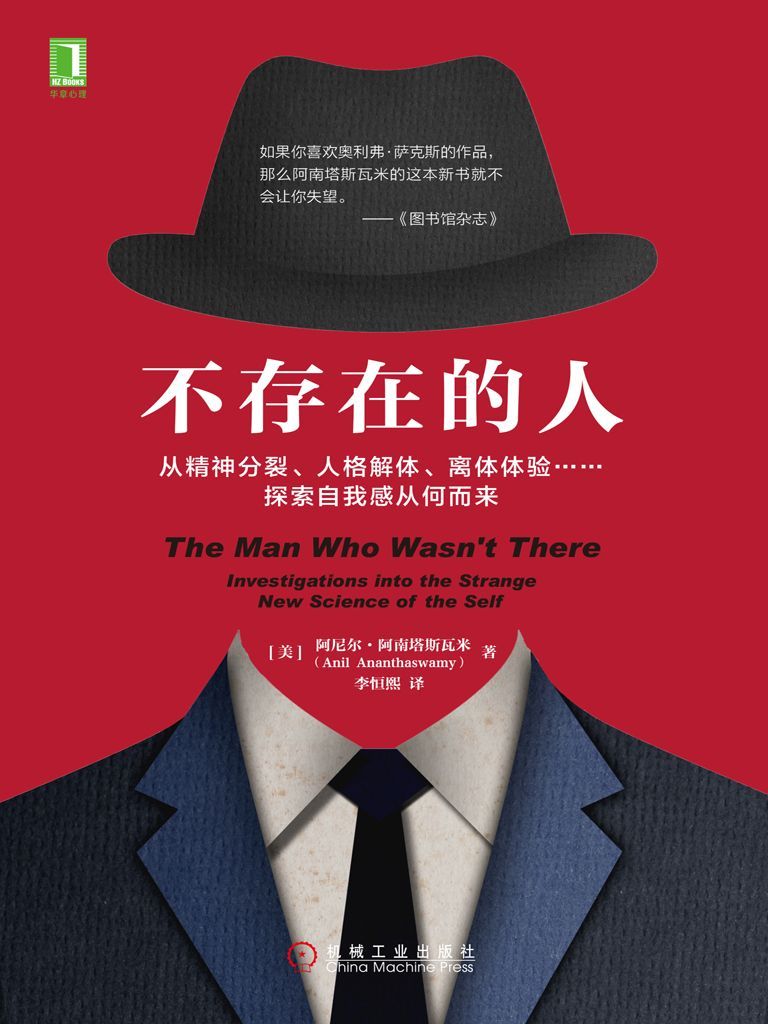 HZ BOOKS
华章心理
如果你喜欢奥利弗·萨克斯的作品，
那么阿南塔斯瓦米的这本新书就不
会让你失望。
——《图书馆杂志》
不存在的人
从精神分裂、人格解体、离体体验……
探索自我感从何而来
The Man Who Wasn't There
Investigations into the Strange
New Science of the Self
[美] 阿尼尔·阿南塔斯瓦米 著
(Anil Ananthaswamy)
李恒熙 译
机械工业出版社
China Machine Press